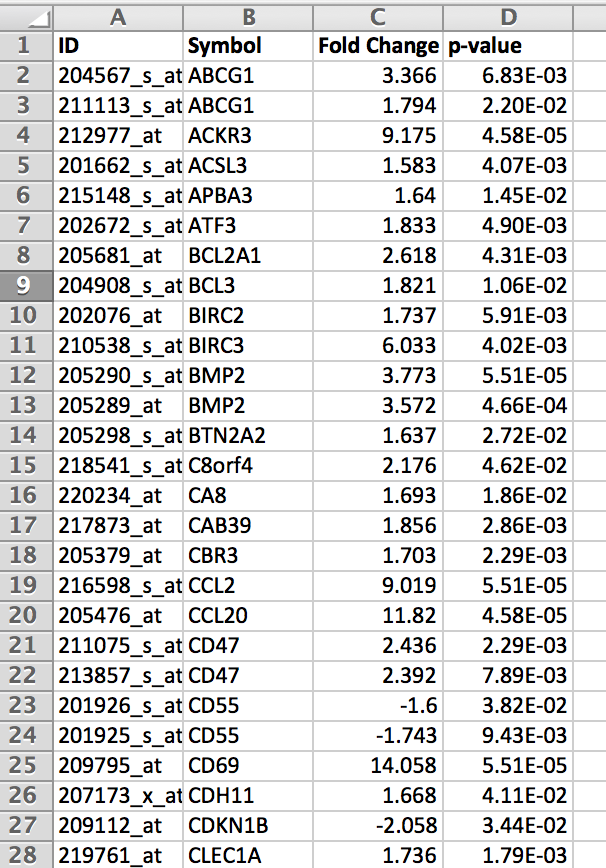 A B C D
1 ID Symbol Fold Change p-value
2 204567_s_at ABCG1 3.366 6.83E-03
3 211113_s_at ABCG1 1.794 2.20E-02
4 212977_at ACKR3 9.175 4.58E-05
5 201662_s_at ACSL3 1.583 4.07E-03
6 215148_s_at APBA3 1.64 1.45E-02
7 202672_s_at ATF3 1.833 4.90E-03
8 205681_at BCL2A1 2.618 4.31E-03
9 204908_s_at BCL3 1.821 1.06E-02
10 202076_at BIRC2 1.737 5.91E-03
11 210538_s_at BIRC3 6.033 4.02E-03
12 205290_s_at BMP2 3.773 5.51E-05
13 205289_at BMP2 3.572 4.66E-04
14 205298_s_at BTN2A2 1.637 2.72E-02
15 218541_s_at C8orf4 2.176 4.62E-02
16 220234_at CA8 1.693 1.86E-02
17 217873_at CAB39 1.856 2.86E-03
18 205379_at CBR3 1.703 2.29E-03
19 216598_s_at CCL2 9.019 5.51E-05
20 205476_at CCL20 11.82 4.58E-05
21 211075_s_at CD47 2.436 2.29E-03
22 213857_s_at CD47 2.392 7.89E-03
23 201926_s_at CD55 -1.6 3.82E-02
24 201925_s_at CD55 -1.743 9.43E-03
25 209795_at CD69 14.058 5.51E-05
26 207173_x_at CDH11 1.668 4.11E-02
27 209112_at CDKN1B -2.058 3.44E-02
28 219761_at CLEC1A 1.736 1.79E-03